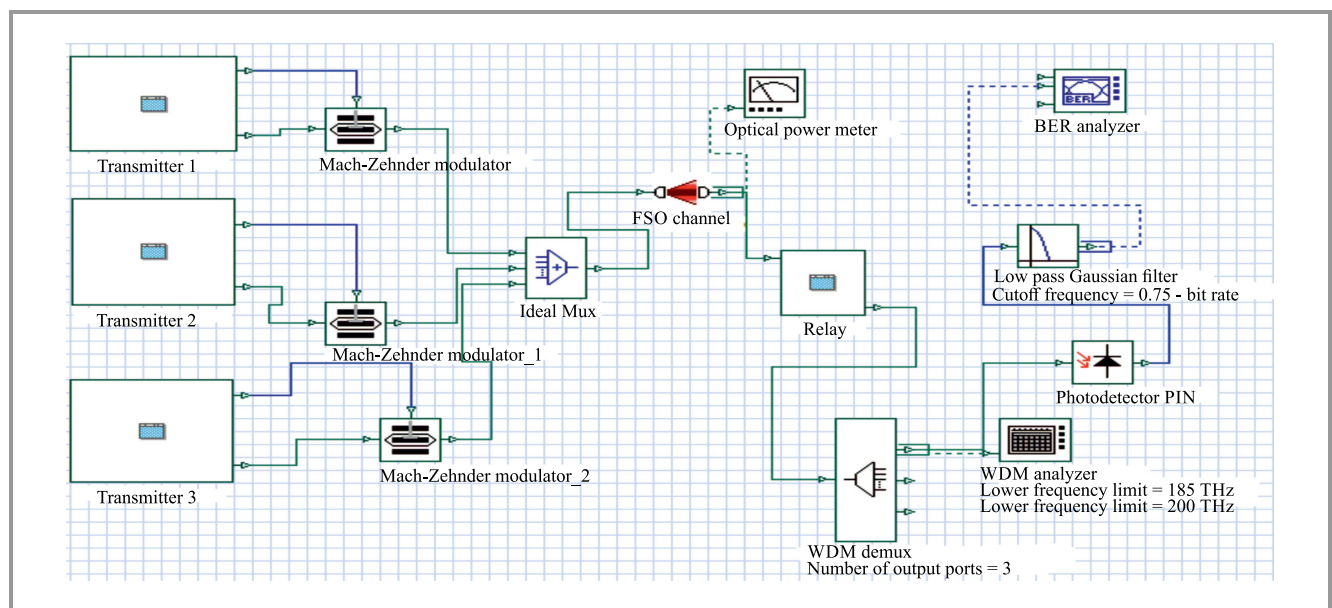 Transmitter 1
Mach-Zehnder modulator
Transmitter 2
Mach-Zehnder modulator_1
Transmitter 3
Mach-Zehnder modulator_2
Ideal Mux
FSO channel
Optical power meter
Relay
WDM demux
Number of output ports = 3
BER
BER analyzer
Low pass Gaussian filter
Cutoff frequency = 0.75 - bit rate
Photodetector PIN
WDM analyzer
Lower frequency limit = 185 THz
Lower frequency limit = 200 THz